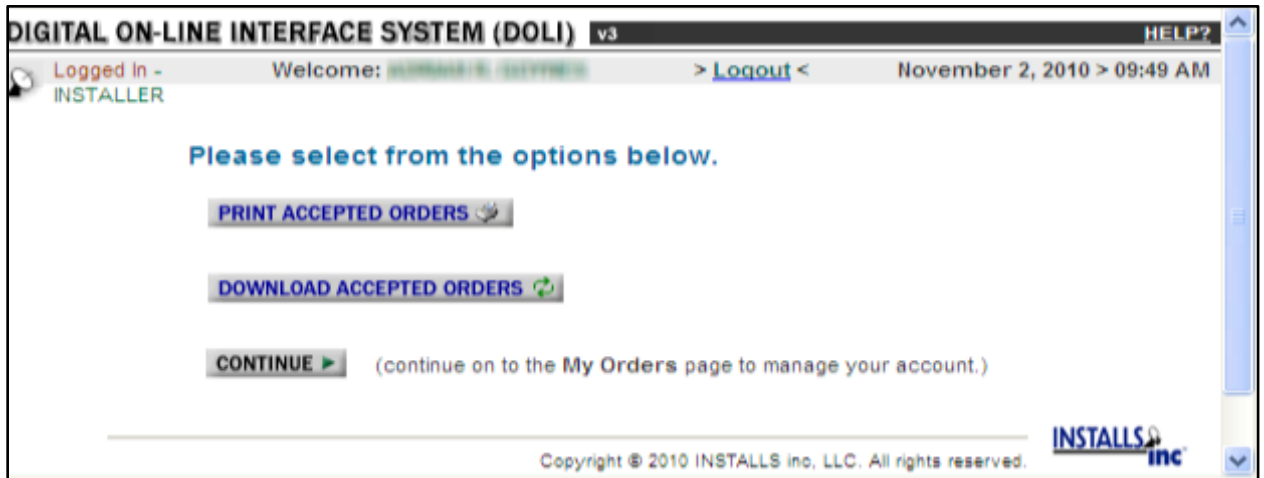 DIGITAL ON-LINE INTERFACE SYSTEM (DOLI) v3 HELP?
Logged In - Welcome: > Logout < November 2, 2010 > 09:49 AM
INSTALLER
Please select from the options below.
PRINT ACCEPTED ORDERS
DOWNLOAD ACCEPTED ORDERS
CONTINUE (continue on to the My Orders page to manage your account.)
INSTALLS inc
Copyright © 2010 INSTALLS inc, LLC. All rights reserved.